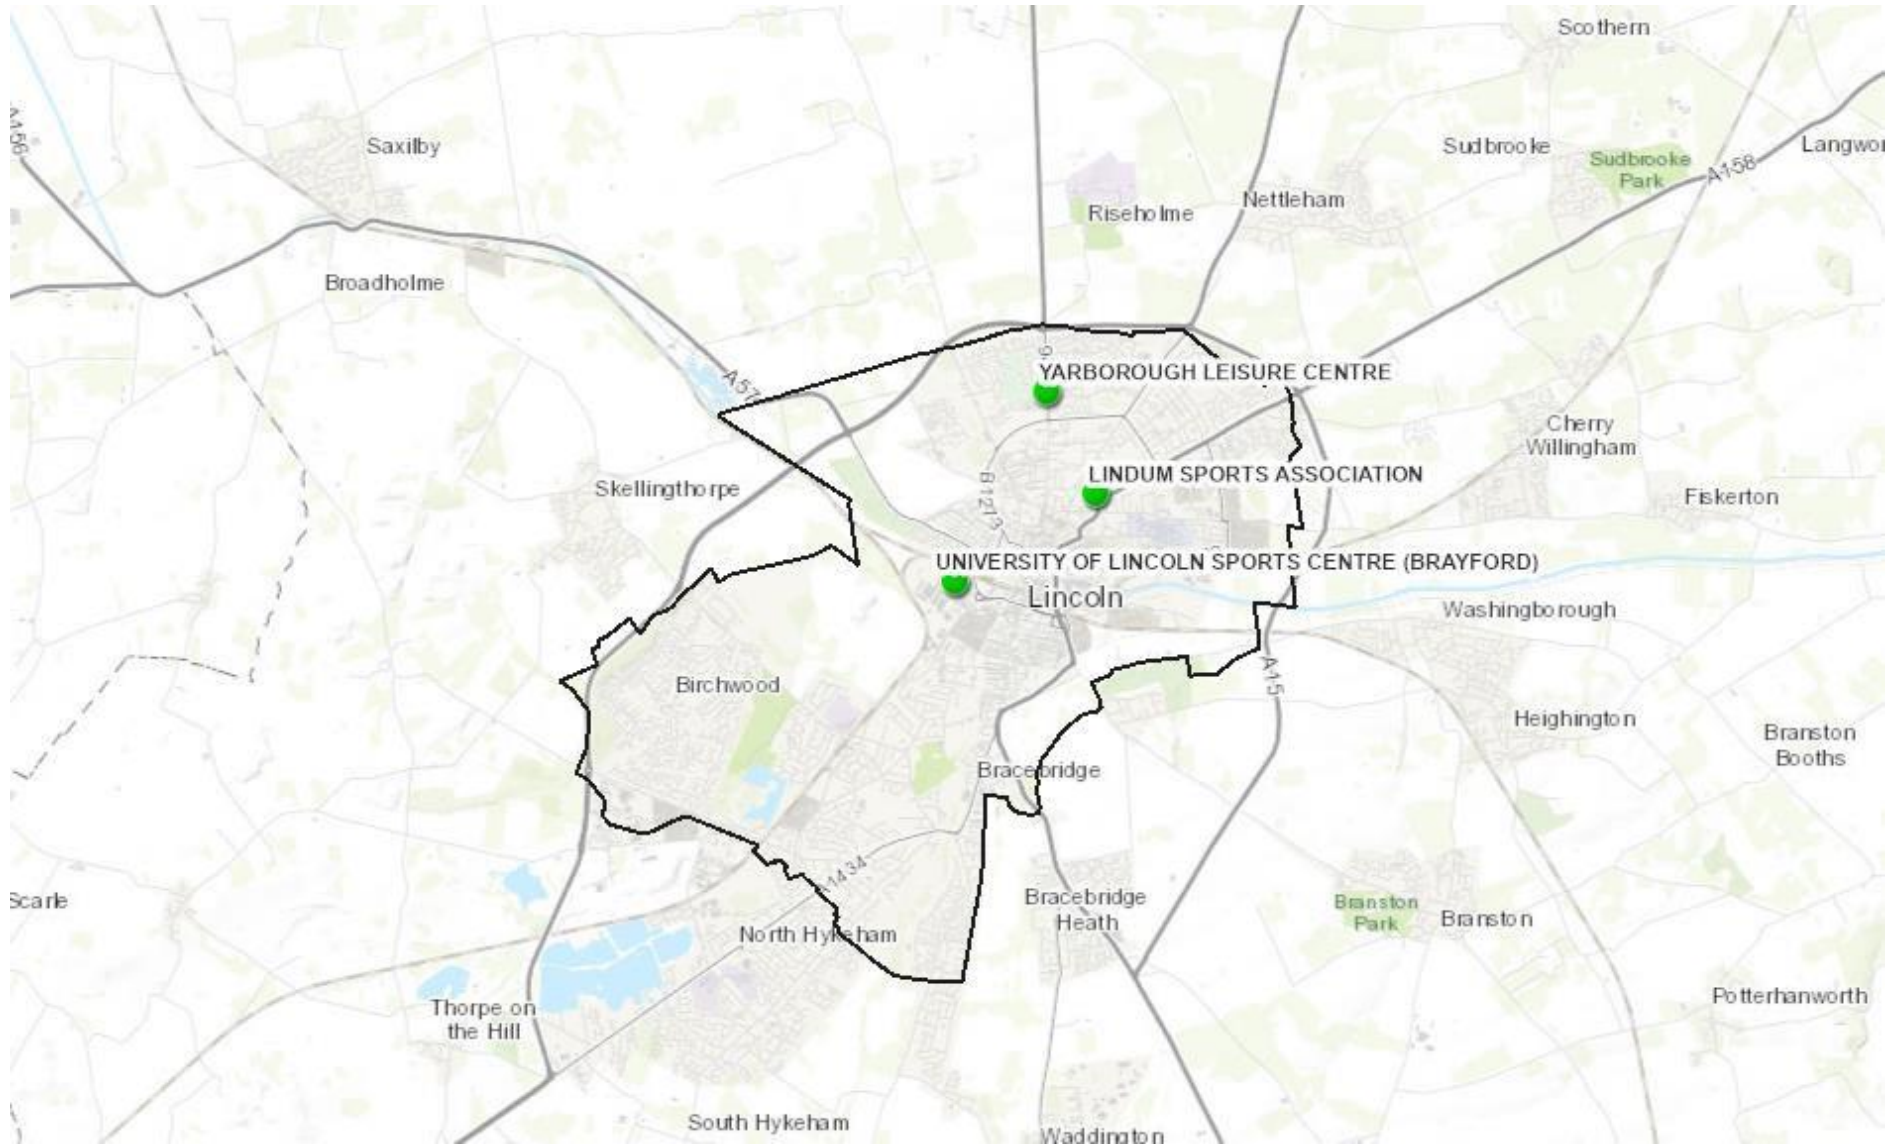 Scothern
A156
Saxilby
Sudbrooke
Sudbrooke
Park
A158
Langwor
Nettleham
Riseholme
Broadholme
A57
YARBOROUGH LEISURE CENTRE
Cherry
Willingham
LINDUM SPORTS ASSOCIATION
Skellingthorpe
B1273
Fiskerton
UNIVERSITY OF LINCOLN SPORTS CENTRE (BRAYFORD)
Lincoln
Washingborough
A15
Birchwood
Heighington
Branston
Booths
Bracebridge
A1434
Scarle
Bracebridge
Heath
Branston
Park
Branston
North Hykeham
Thorpe on
the Hill
Potterhanworth
South Hykeham
Waddington